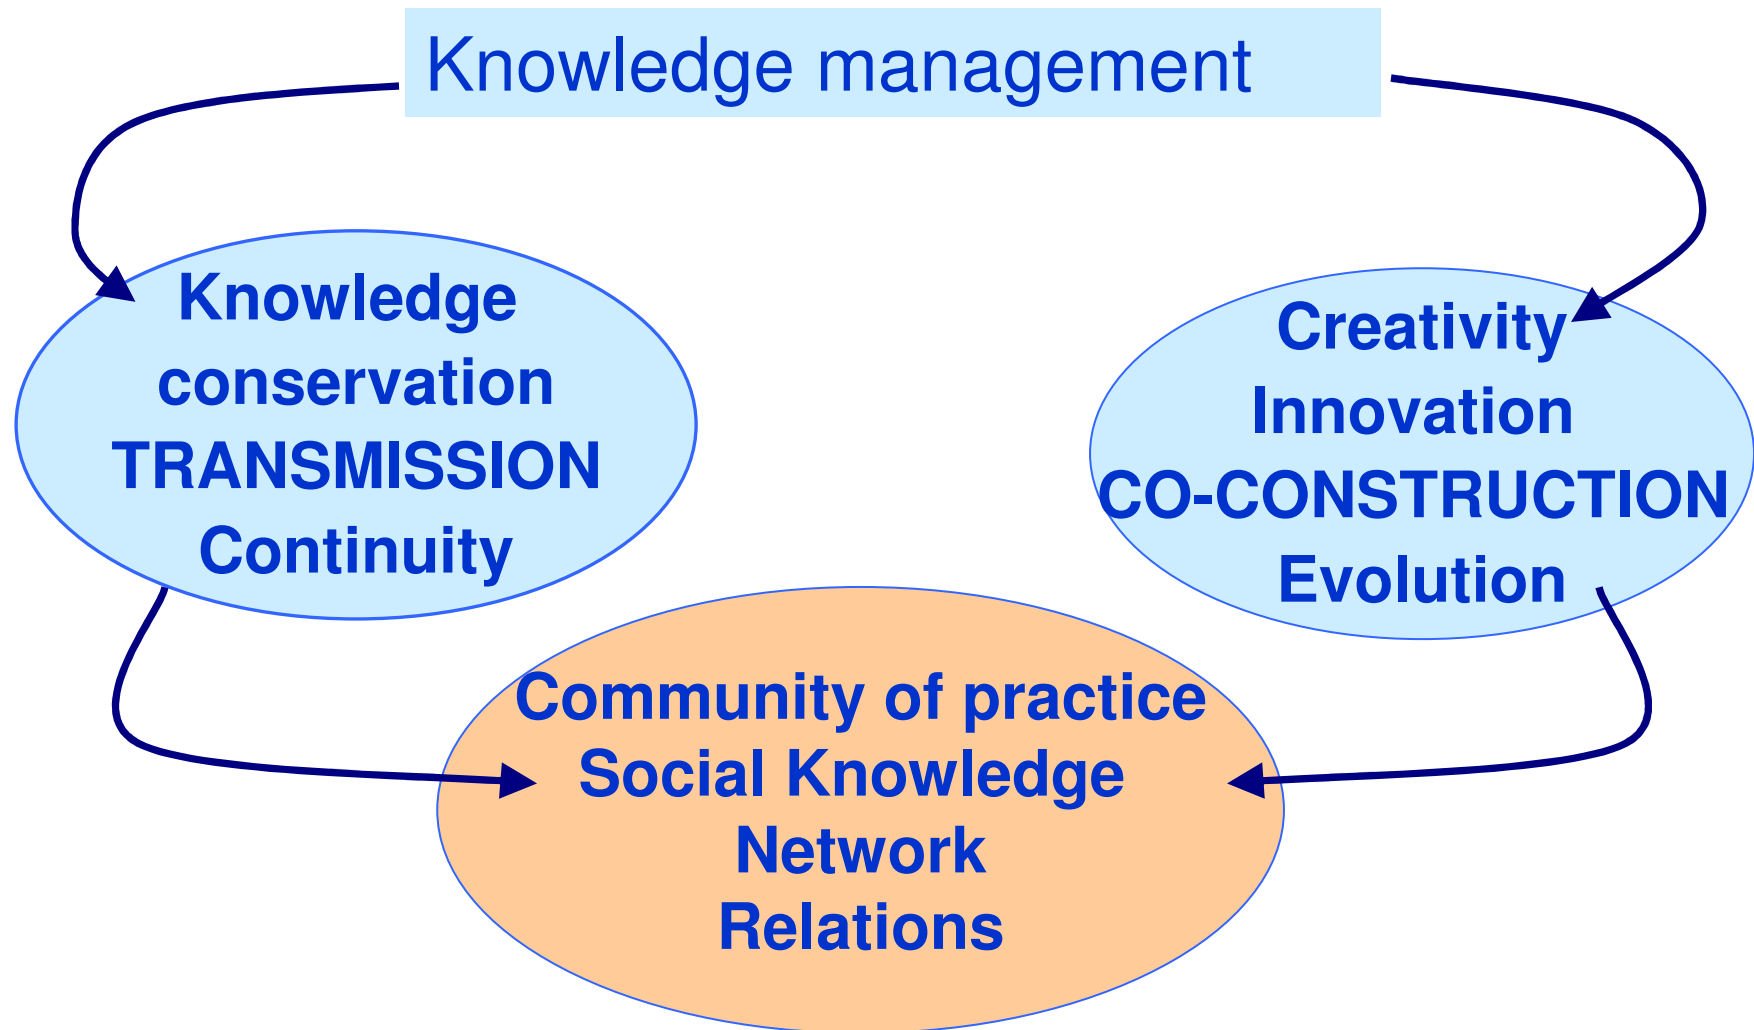 Knowledge management
Knowledge
conservation
TRANSMISSION
Continuity
Creativity
Innovation
CO-CONSTRUCTION
Evolution
Community of practice
Social Knowledge
Network
Relations